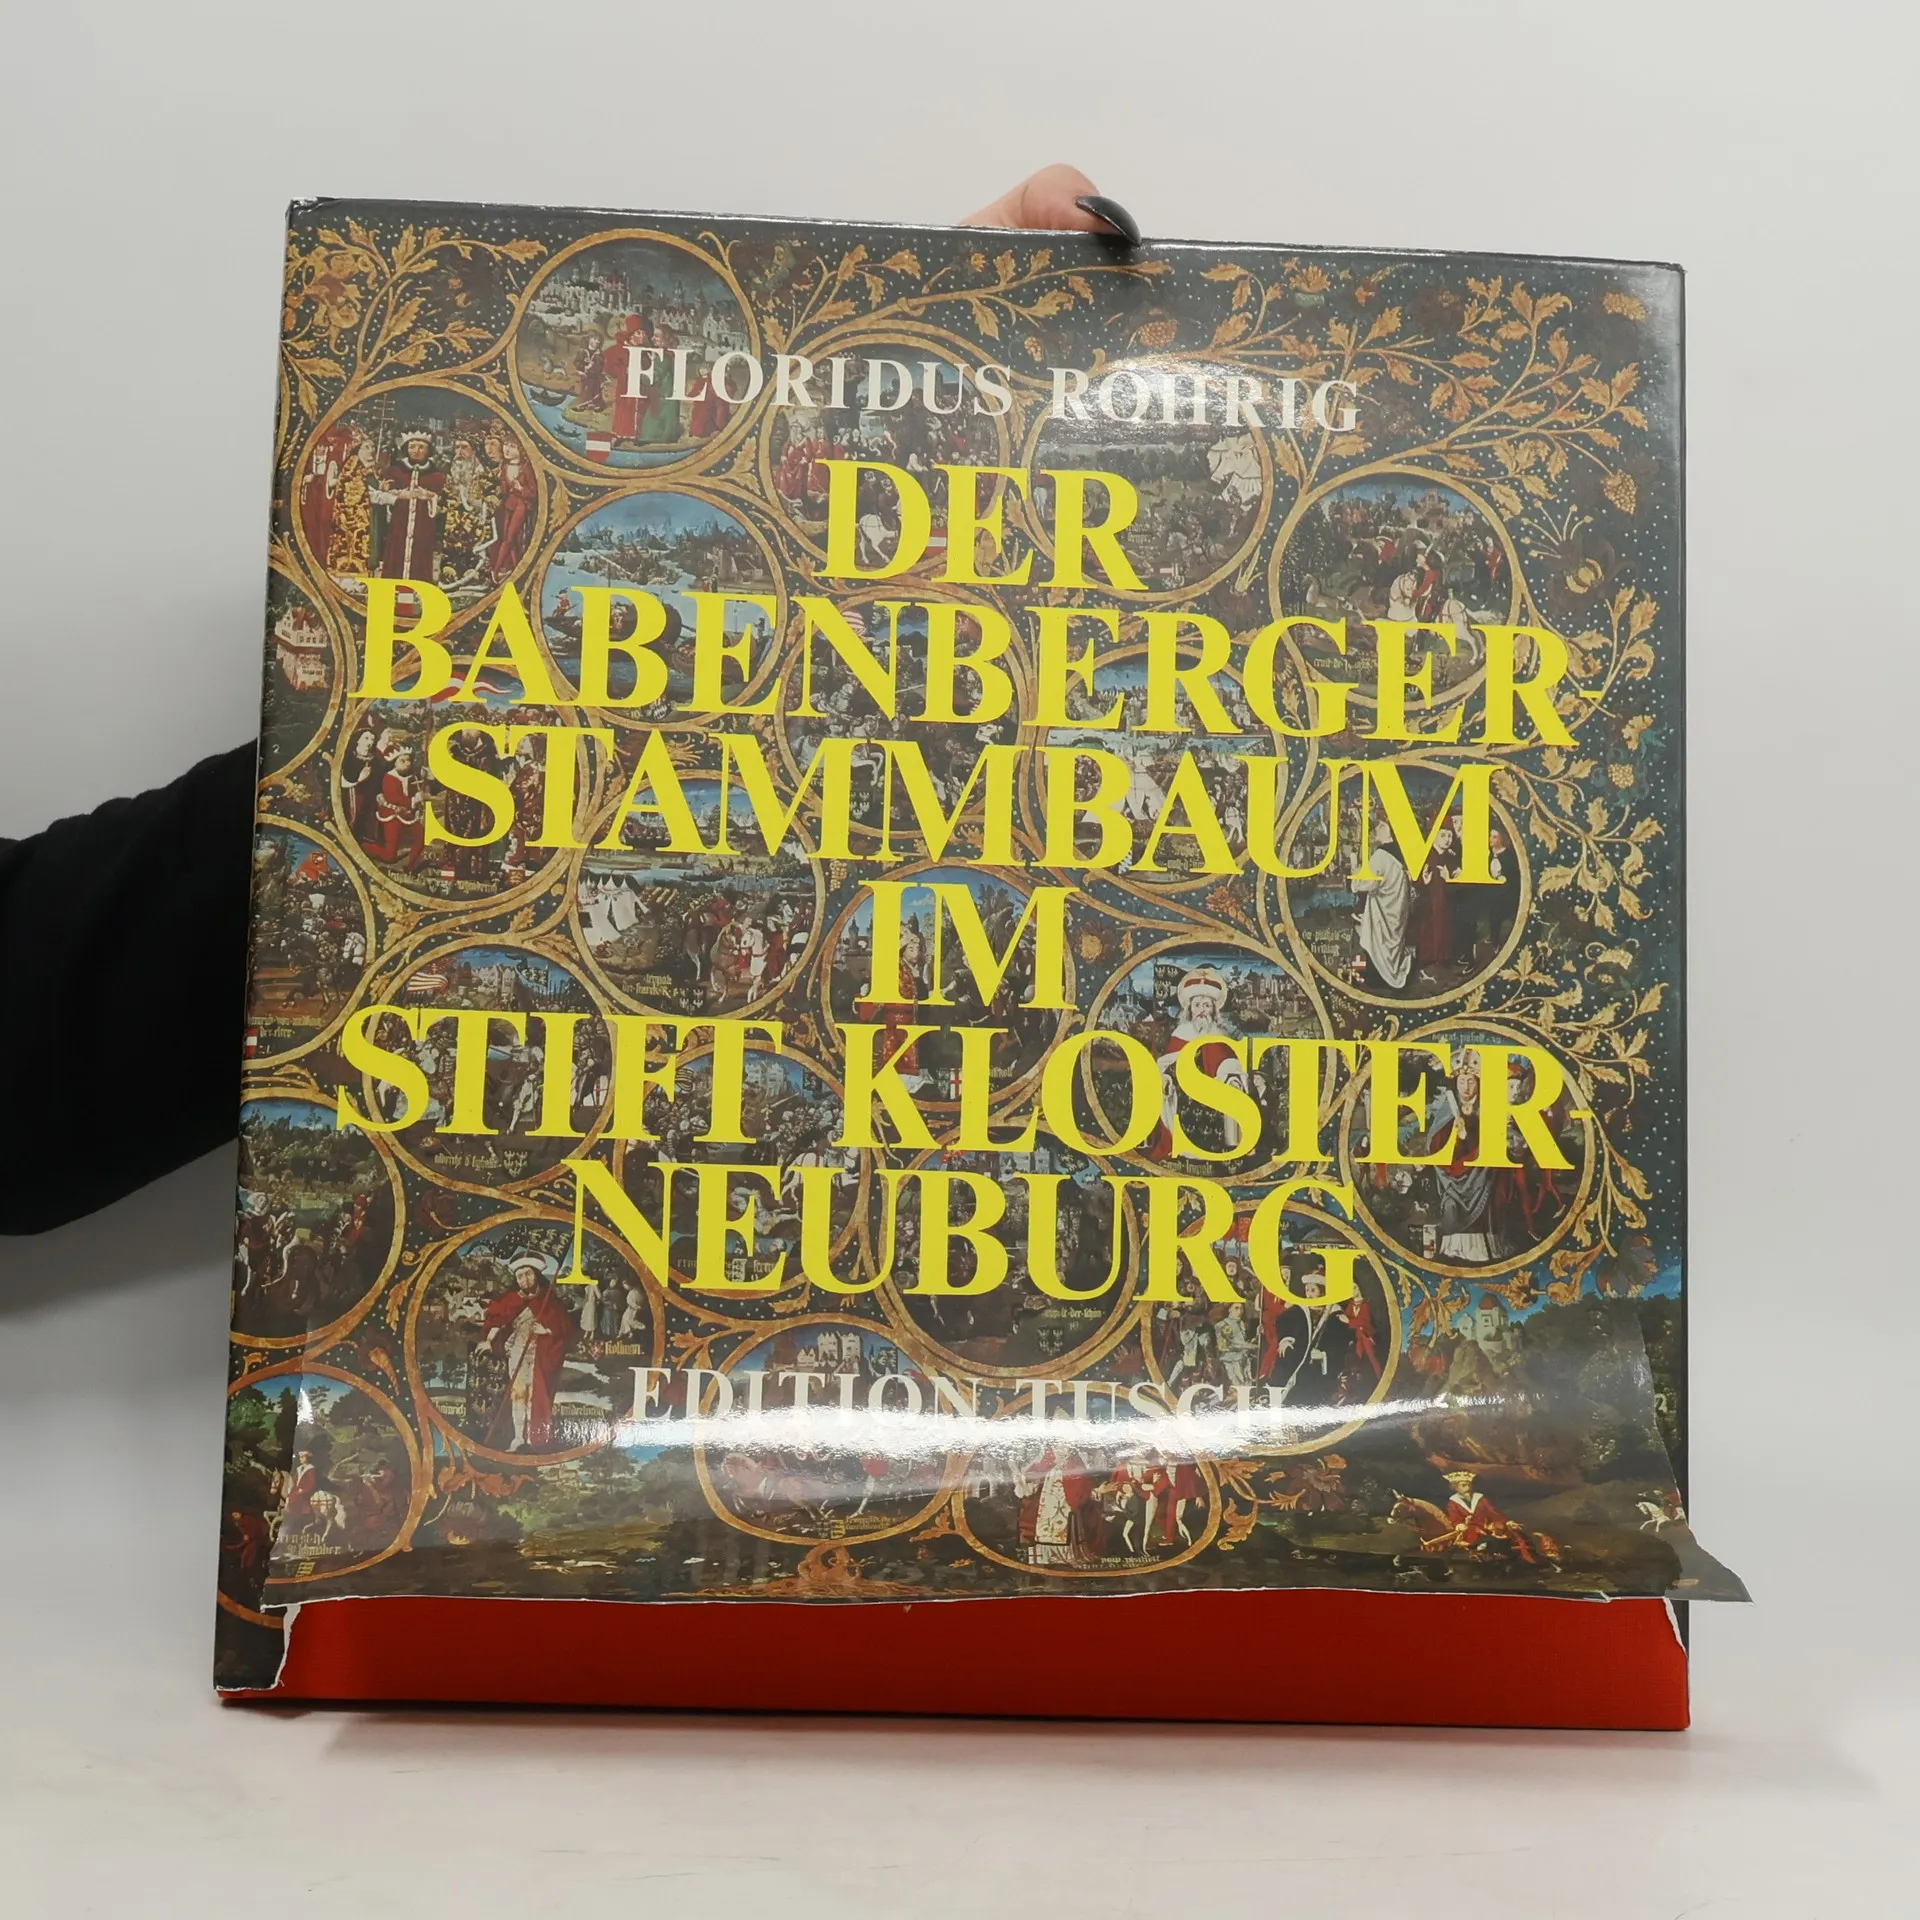 FLORIDUS RÖHRIG
DER
BABENBERGER-
STAMMBAUM
IM
STIFT KLOSTER-
NEUBURG
EDITION TUSCH